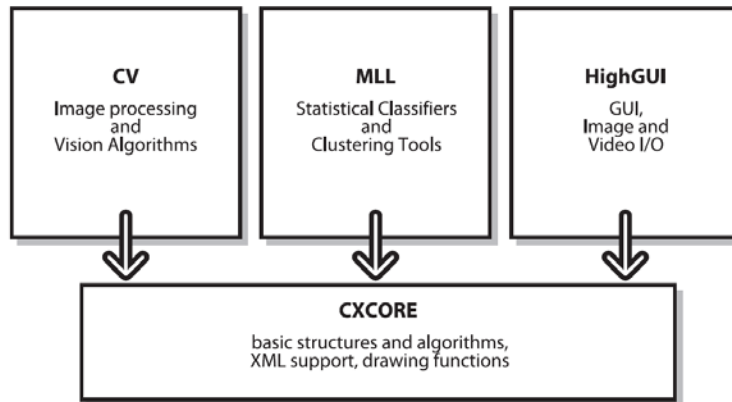 CV
Image processing
and
Vision Algorithms
MLL
Statistical Classifiers
and
Clustering Tools
HighGUI
GUI,
Image and
Video I/O
CXCORE
basic structures and algorithms,
XML support, drawing functions